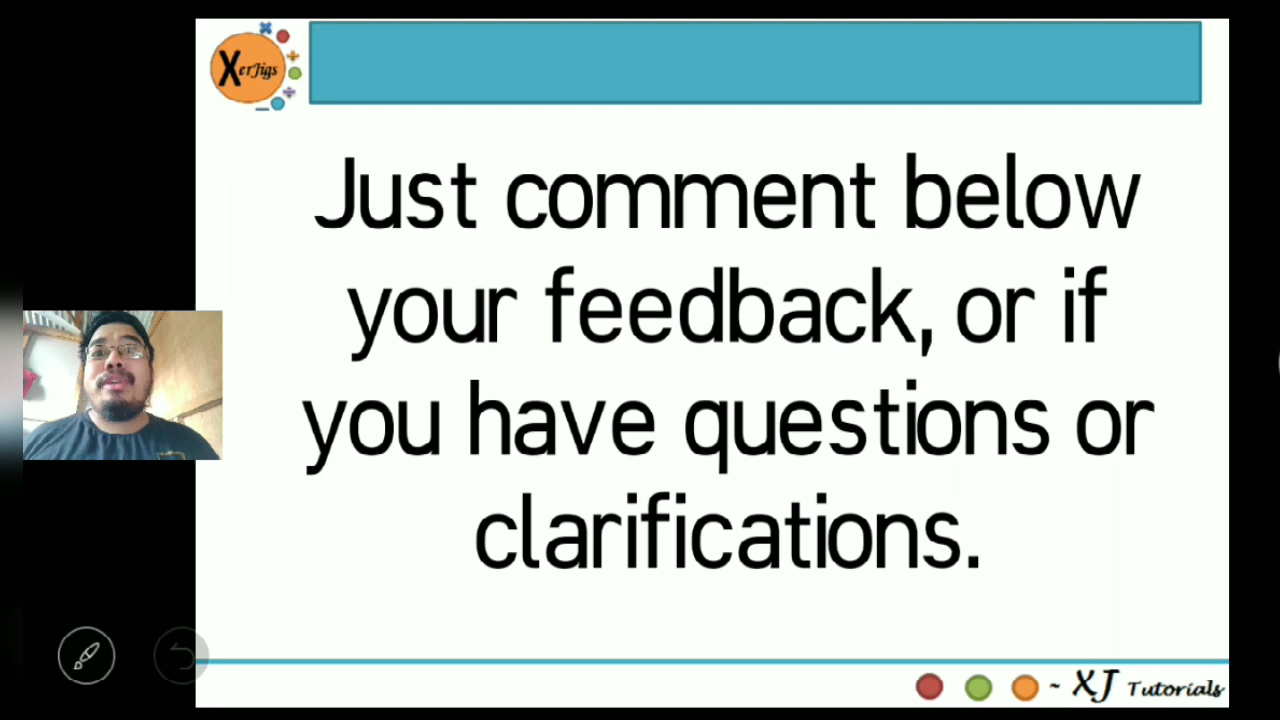 XerJigs
Just comment below
your feedback, or if
you have questions or
clarifications.
~ XJ Tutorials